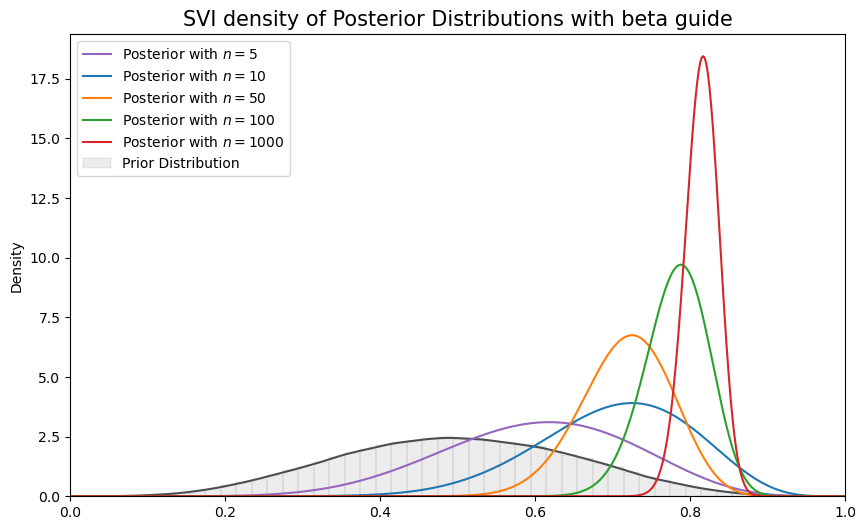 SVI density of Posterior Distributions with beta guide
Posterior with n = 5
Posterior with n = 10
Posterior with n = 50
Posterior with n = 100
Posterior with n = 1000
Prior Distribution
Density
17.5
15.0
12.5
10.0
7.5
5.0
2.5
0.0
0.0 0.2 0.4 0.6 0.8 1.0